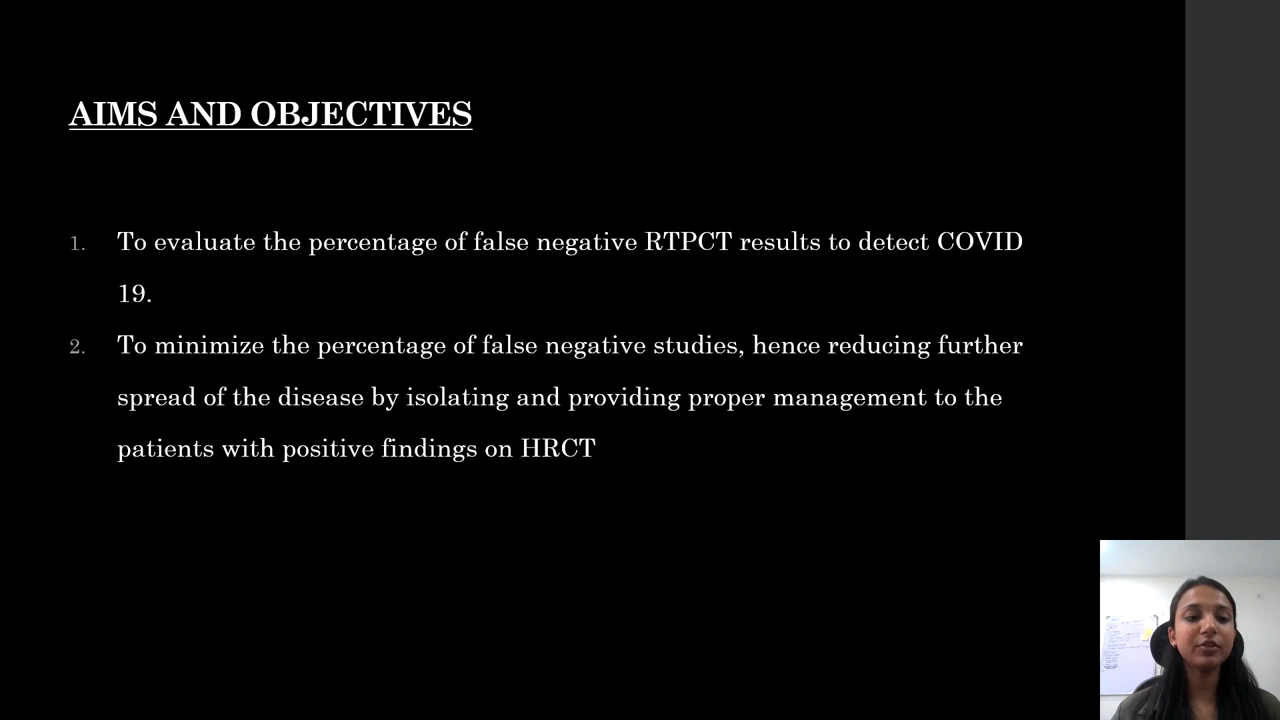 AIMS AND OBJECTIVES
1. To evaluate the percentage of false negative RTPCT results to detect COVID
19.
2. To minimize the percentage of false negative studies, hence reducing further
spread of the disease by isolating and providing proper management to the
patients with positive findings on HRCT